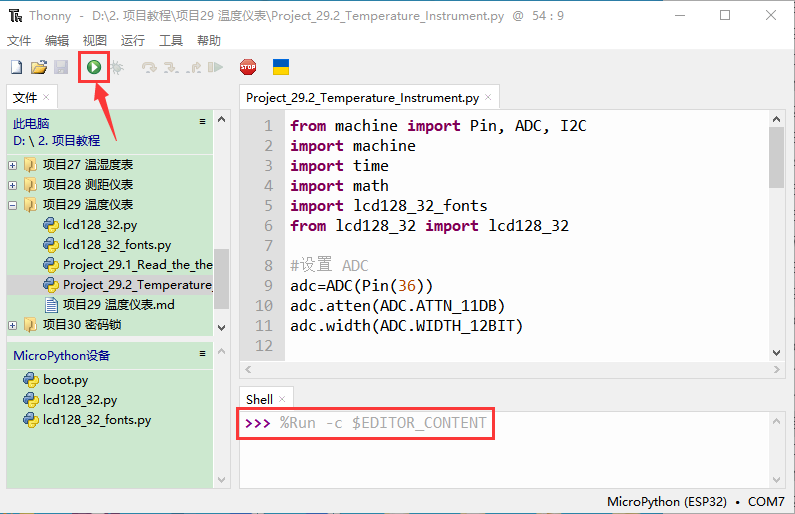 Thonny - D:\2. 项目教程\项目29 温度仪表\Project_29.2_Temperature_Instrument.py @ 54 : 9
文件 编辑 视图 运行 工具 帮助
STOP
文件 ×
此电脑
D: \ 2. 项目教程
项目27 温湿度表
项目28 测距仪表
项目29 温度仪表
lcd128_32.py
lcd128_32_fonts.py
Project_29.1_Read_the_the
Project_29.2_Temperature_
项目29 温度仪表.md
项目30 密码锁
MicroPython设备
boot.py
lcd128_32.py
lcd128_32_fonts.py
Project_29.2_Temperature_Instrument.py ×
1 from machine import Pin, ADC, I2C
2 import machine
3 import time
4 import math
5 import lcd128_32_fonts
6 from lcd128_32 import lcd128_32
7
8 #设置 ADC
9 adc=ADC(Pin(36))
10 adc.atten(ADC.ATTN_11DB)
11 adc.width(ADC.WIDTH_12BIT)
12
Shell ×
>>> %Run -c $EDITOR_CONTENT
MicroPython (ESP32) • COM7